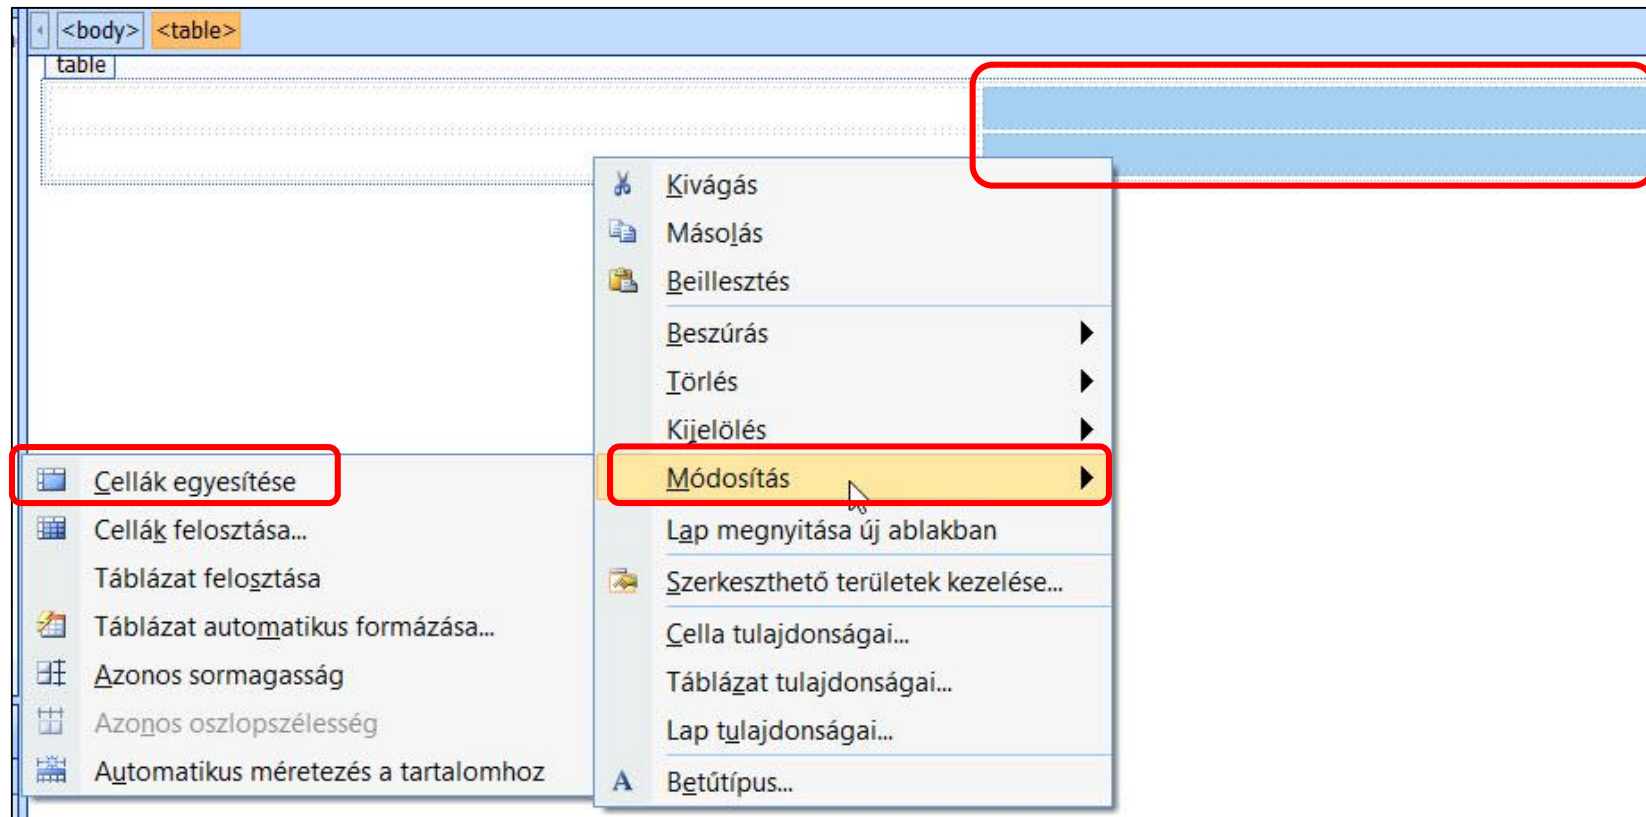 <body> <table>
table
Kivágás
Másolás
Beillesztés
Beszúrás
Törlés
Kijelölés
Módosítás
Lap megnyitása új ablakban
Szerkeszthető területek kezelése...
Cella tulajdonságai...
Táblázat tulajdonságai...
Lap tulajdonságai...
Betűtípus...
Cellák egyesítése
Cellák felosztása...
Táblázat felosztása
Táblázat automatikus formázása...
Azonos sormagasság
Azonos oszlopszélesség
Automatikus méretezés a tartalomhoz